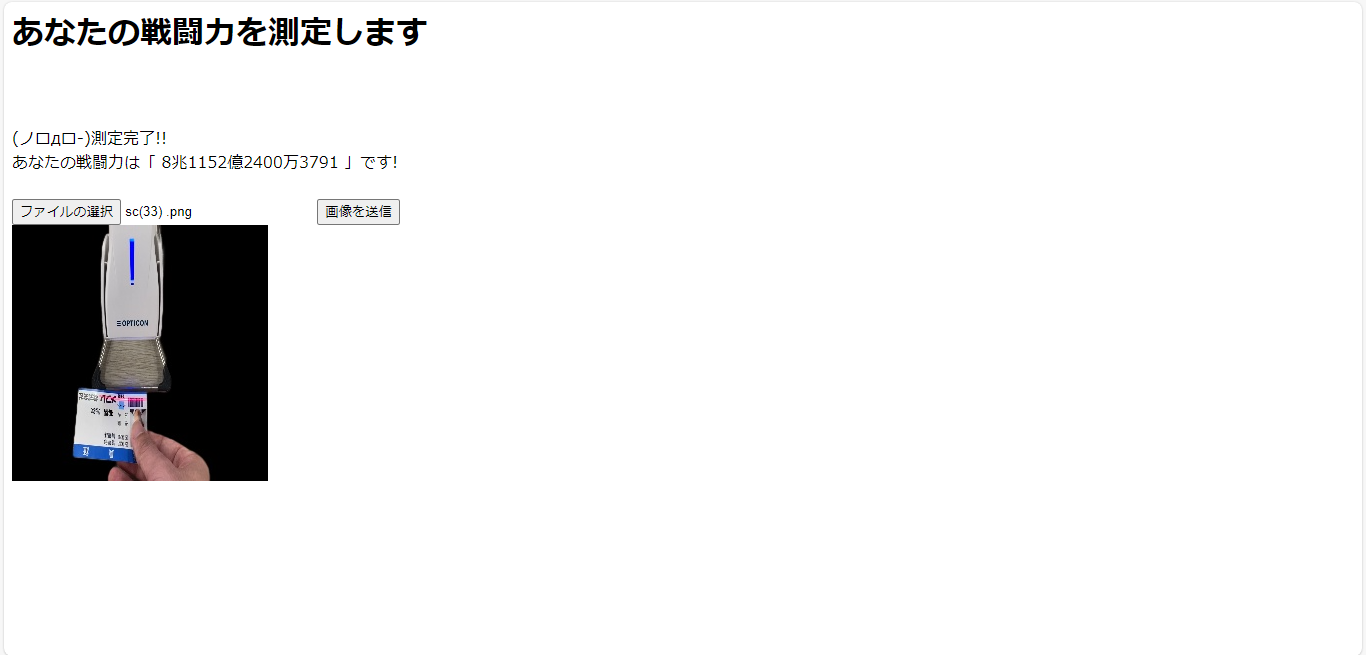 あなたの戦闘力を測定します
(ノロдロ-)測定完了!!
あなたの戦闘力は「 8兆1152億2400万3791 」です!
ファイルの選択 sc(33) .png 画像を送信
OPTICON